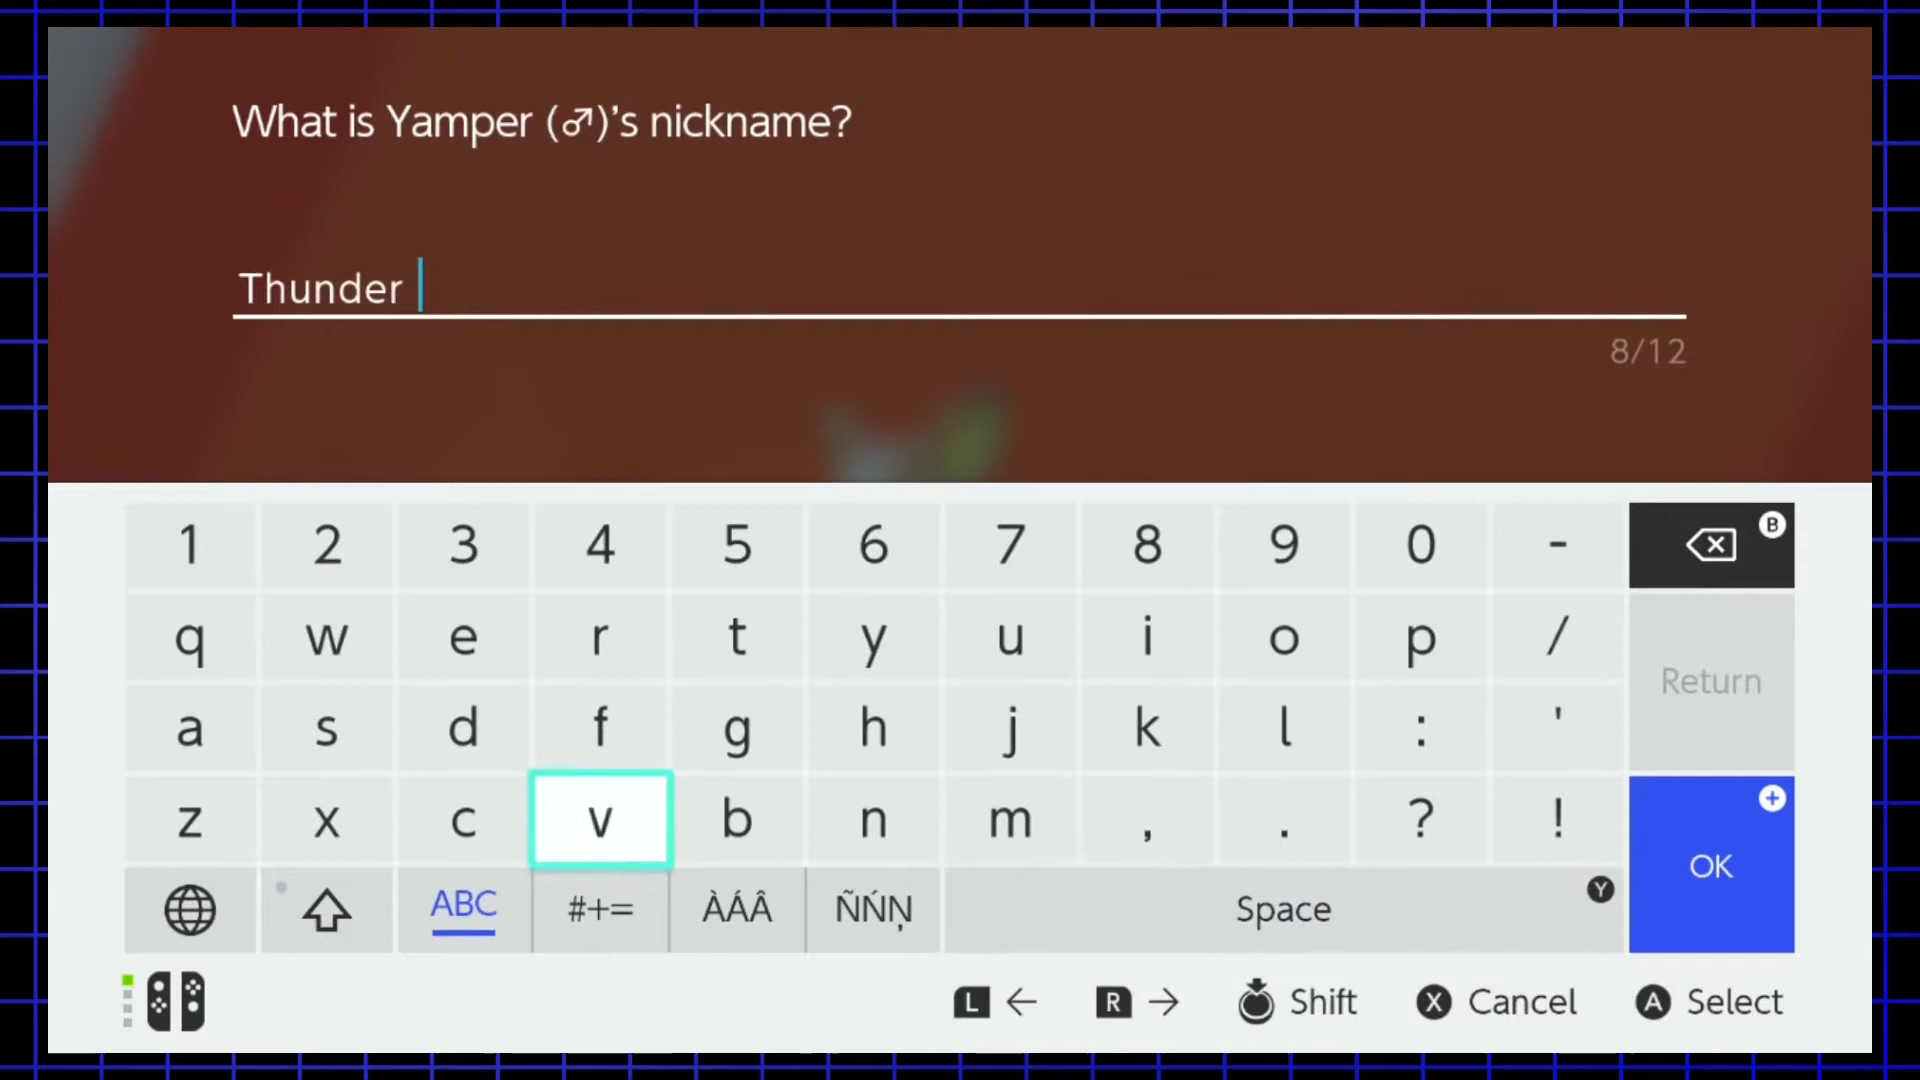 What is Yamper (♂)'s nickname?
Thunder
8/12
1 2 3 4 5 6 7 8 9 0 - B
q w e r t y u i o p /
Return
a s d f g h j k l : '
z x c v b n m , . ? ! +
OK
ABC #+= ÀÁÂ ÑŃŅ Space Y
L ← R → Shift X Cancel A Select